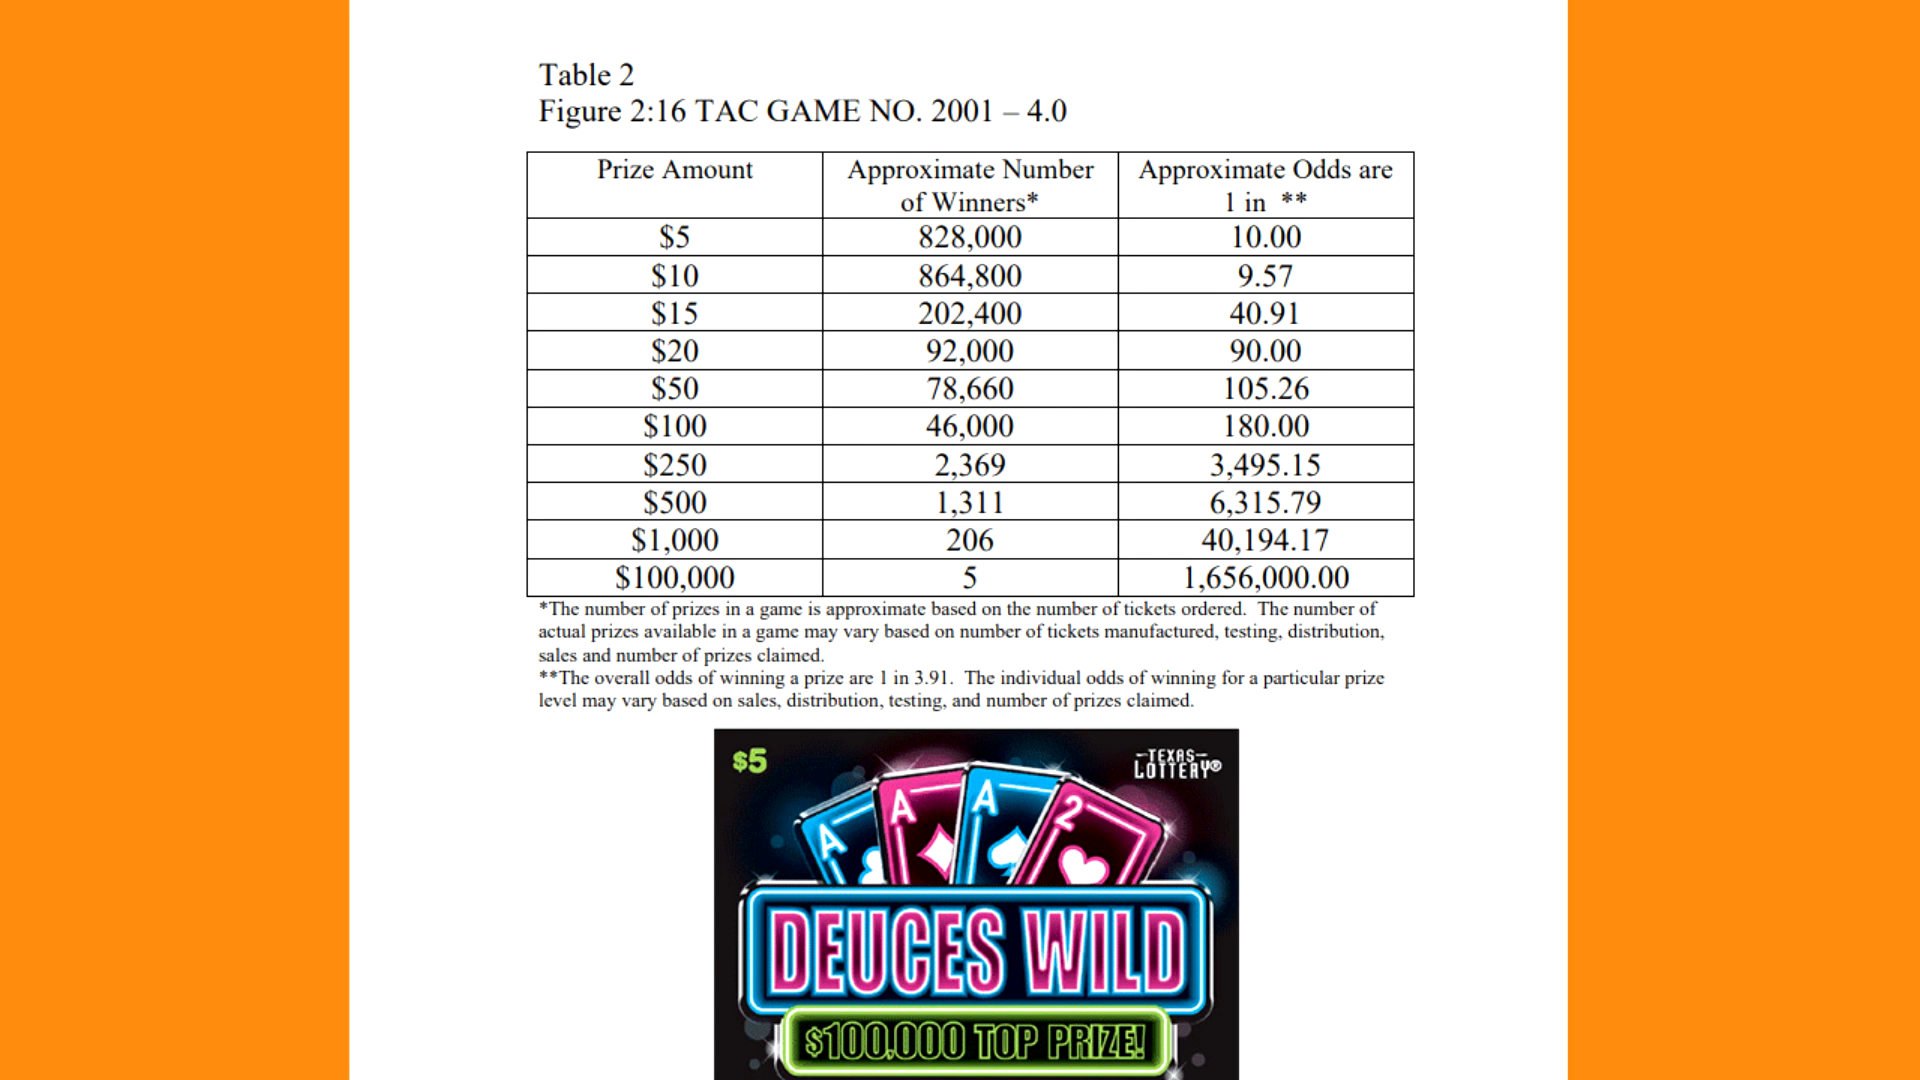 Table 2
Figure 2:16 TAC GAME NO. 2001 – 4.0
Prize Amount Approximate Number of Winners* Approximate Odds are 1 in **
$5 828,000 10.00
$10 864,800 9.57
$15 202,400 40.91
$20 92,000 90.00
$50 78,660 105.26
$100 46,000 180.00
$250 2,369 3,495.15
$500 1,311 6,315.79
$1,000 206 40,194.17
$100,000 5 1,656,000.00
*The number of prizes in a game is approximate based on the number of tickets ordered. The number of
actual prizes available in a game may vary based on number of tickets manufactured, testing, distribution,
sales and number of prizes claimed.
**The overall odds of winning a prize are 1 in 3.91. The individual odds of winning for a particular prize
level may vary based on sales, distribution, testing, and number of prizes claimed.
$5
TEXAS
LOTTERY®
A A A 2
DEUCES WILD
$100,000 TOP PRIZE!